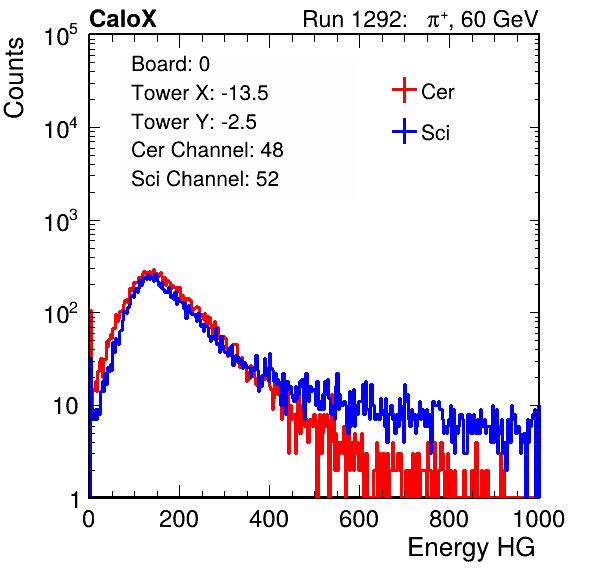 CaloX Run 1292: π⁺, 60 GeV
Counts
Board: 0
Tower X: -13.5
Tower Y: -2.5
Cer Channel: 48
Sci Channel: 52
Cer
Sci
10⁵
10⁴
10³
10²
10
1
0 200 400 600 800 1000
Energy HG